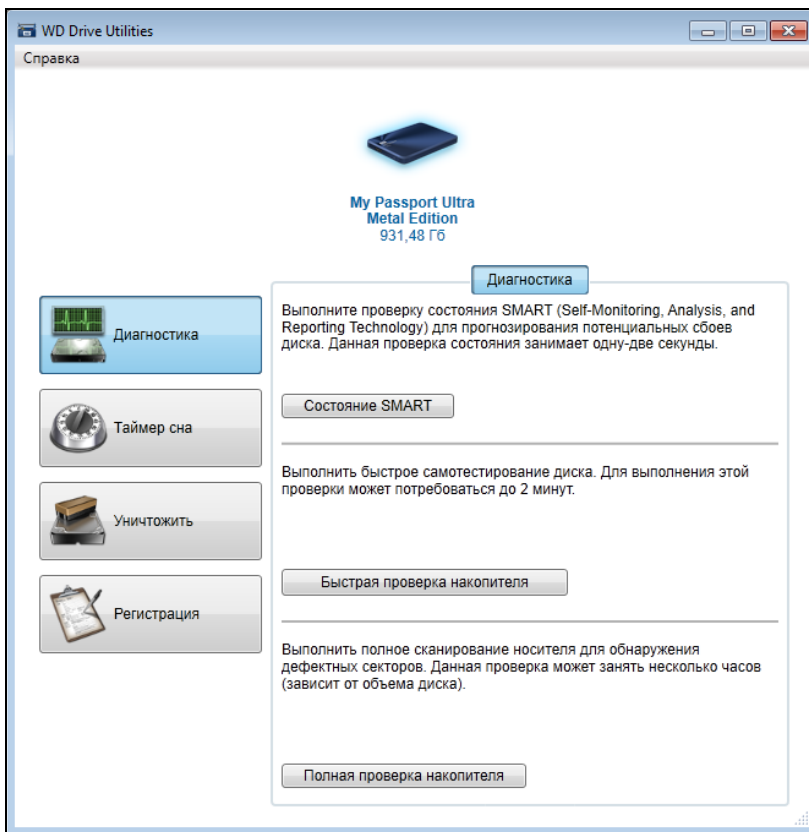 WD Drive Utilities
Справка
My Passport Ultra
Metal Edition
931,48 Гб
Диагностика
Таймер сна
Уничтожить
Регистрация
Диагностика
Выполните проверку состояния SMART (Self-Monitoring, Analysis, and
Reporting Technology) для прогнозирования потенциальных сбоев
диска. Данная проверка состояния занимает одну-две секунды.
Состояние SMART
Выполнить быстрое самотестирование диска. Для выполнения этой
проверки может потребоваться до 2 минут.
Быстрая проверка накопителя
Выполнить полное сканирование носителя для обнаружения
дефектных секторов. Данная проверка может занять несколько часов
(зависит от объема диска).
Полная проверка накопителя